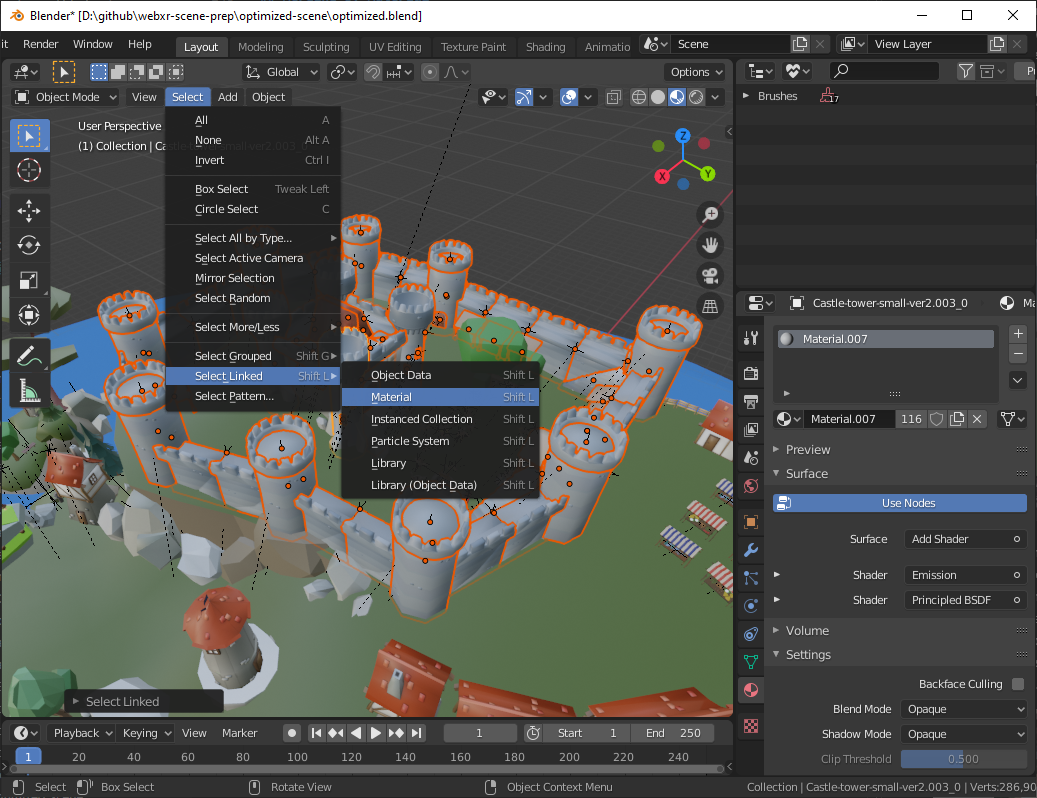 Blender* [D:\github\webxr-scene-prep\optimized-scene\optimized.blend]
it Render Window Help Layout Modeling Sculpting UV Editing Texture Paint Shading Animatio Scene View Layer
Global Options
Object Mode View Select Add Object
Brushes 17
User Perspective
(1) Collection | Castle-tower-small-ver2.003_0
All A
None Alt A
Invert Ctrl I
Box Select Tweak Left
Circle Select C
Select All by Type...
Select Active Camera
Mirror Selection
Select Random
Select More/Less
Select Grouped Shift G
Select Linked Shift L
Select Pattern...
Object Data Shift L
Material Shift L
Instanced Collection Shift L
Particle System Shift L
Library Shift L
Library (Object Data) Shift L
Z
Y
X
Castle-tower-small-ver2.003_0 Ma
Material.007
Material.007 116
Preview
Surface
Use Nodes
Surface Add Shader
Shader Emission
Shader Principled BSDF
Volume
Settings
Backface Culling
Blend Mode Opaque
Shadow Mode Opaque
Clip Threshold 0.500
Select Linked
Playback Keying View Marker 1 Start 1 End 250
1 20 40 60 80 100 120 140 160 180 200 220 240
Select Box Select Rotate View Object Context Menu Collection | Castle-tower-small-ver2.003_0 | Verts:286,90